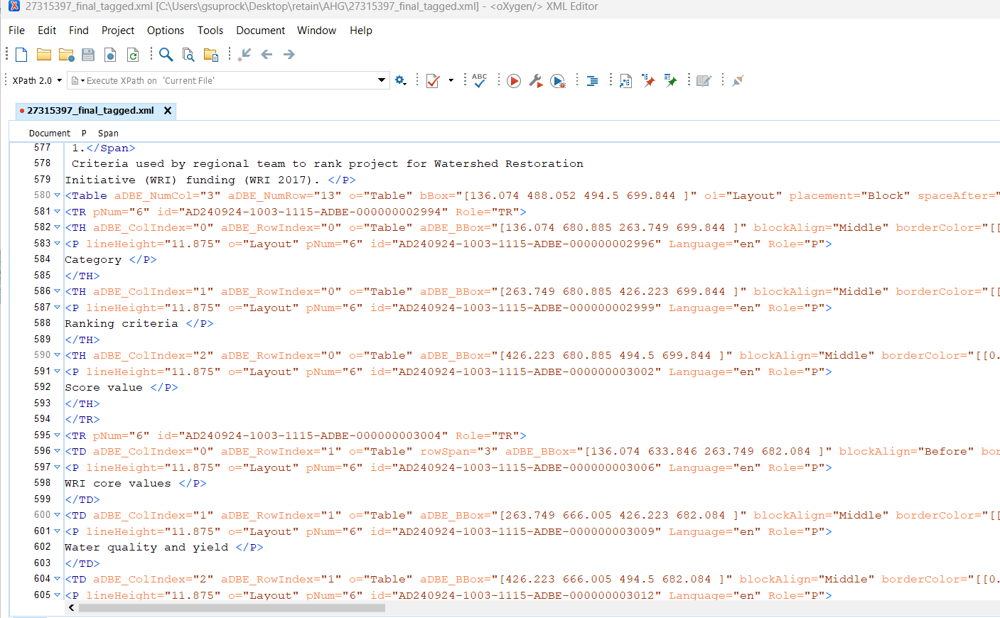 27315397_final_tagged.xml [C:\Users\gsuprock\Desktop\retain\AHG\27315397_final_tagged.xml] - <oXygen/> XML Editor
File Edit Find Project Options Tools Document Window Help
XPath 2.0 Execute XPath on 'Current File' ABC
27315397_final_tagged.xml X
Document P Span
577 1.</Span>
578 Criteria used by regional team to rank project for Watershed Restoration
579 Initiative (WRI) funding (WRI 2017). </P>
580 <Table aDBE_NumCol="3" aDBE_NumRow="13" o="Table" bBox="[136.074 488.052 494.5 699.844 ]" o1="Layout" placement="Block" spaceAfter="
581 <TR pNum="6" id="AD240924-1003-1115-ADBE-000000002994" Role="TR">
582 <TH aDBE_ColIndex="0" aDBE_RowIndex="0" o="Table" aDBE_BBox="[136.074 680.885 263.749 699.844 ]" blockAlign="Middle" borderColor="[[
583 <P lineHeight="11.875" o="Layout" pNum="6" id="AD240924-1003-1115-ADBE-000000002996" Language="en" Role="P">
584 Category </P>
585 </TH>
586 <TH aDBE_ColIndex="1" aDBE_RowIndex="0" o="Table" aDBE_BBox="[263.749 680.885 426.223 699.844 ]" blockAlign="Middle" borderColor="[[
587 <P lineHeight="11.875" o="Layout" pNum="6" id="AD240924-1003-1115-ADBE-000000002999" Language="en" Role="P">
588 Ranking criteria </P>
589 </TH>
590 <TH aDBE_ColIndex="2" aDBE_RowIndex="0" o="Table" aDBE_BBox="[426.223 680.885 494.5 699.844 ]" blockAlign="Middle" borderColor="[[0.
591 <P lineHeight="11.875" o="Layout" pNum="6" id="AD240924-1003-1115-ADBE-000000003002" Language="en" Role="P">
592 Score value </P>
593 </TH>
594 </TR>
595 <TR pNum="6" id="AD240924-1003-1115-ADBE-000000003004" Role="TR">
596 <TD aDBE_ColIndex="0" aDBE_RowIndex="1" o="Table" rowSpan="3" aDBE_BBox="[136.074 633.846 263.749 682.084 ]" blockAlign="Before" bor
597 <P lineHeight="11.875" o="Layout" pNum="6" id="AD240924-1003-1115-ADBE-000000003006" Language="en" Role="P">
598 WRI core values </P>
599 </TD>
600 <TD aDBE_ColIndex="1" aDBE_RowIndex="1" o="Table" aDBE_BBox="[263.749 666.005 426.223 682.084 ]" blockAlign="Middle" borderColor="[[
601 <P lineHeight="11.875" o="Layout" pNum="6" id="AD240924-1003-1115-ADBE-000000003009" Language="en" Role="P">
602 Water quality and yield </P>
603 </TD>
604 <TD aDBE_ColIndex="2" aDBE_RowIndex="1" o="Table" aDBE_BBox="[426.223 666.005 494.5 682.084 ]" blockAlign="Middle" borderColor="[[0.
605 <P lineHeight="11.875" o="Layout" pNum="6" id="AD240924-1003-1115-ADBE-000000003012" Language="en" Role="P">